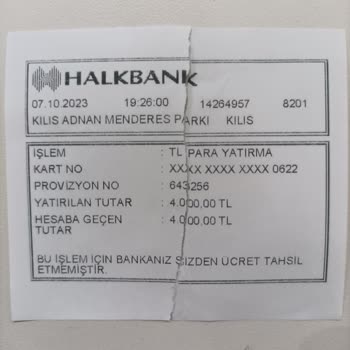 HALKBANK
07.10.2023 19:26:00 14264957 8201
KILIS ADNAN MENDERES PARKI KILIS
İŞLEM : TL PARA YATIRMA
KART NO : XXXX XXXX XXXX 0622
PROVİZYON NO : 643256
YATIRILAN TUTAR : 4.000.00 TL
HESABA GEÇEN : 4.000.00 TL
TUTAR
BU İŞLEM İÇİN BANKANIZ SİZDEN ÜCRET TAHSİL
ETMEMİŞTİR.